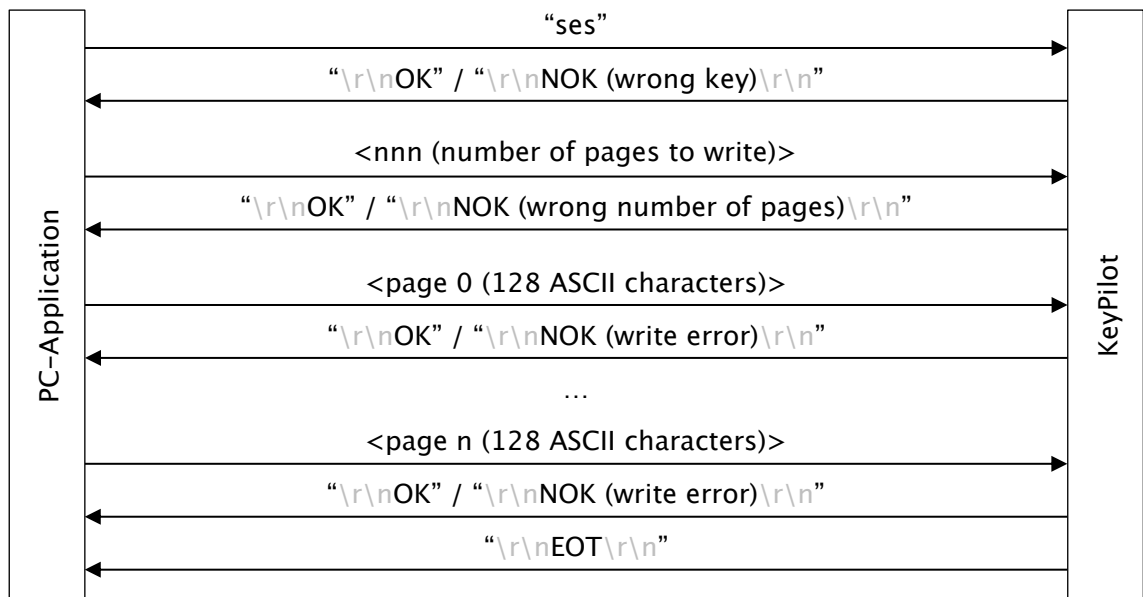 “ses”
“\r\nOK” / “\r\nNOK (wrong key)\r\n”
<nnn (number of pages to write)>
“\r\nOK” / “\r\nNOK (wrong number of pages)\r\n”
<page 0 (128 ASCII characters)>
“\r\nOK” / “\r\nNOK (write error)\r\n”
…
<page n (128 ASCII characters)>
“\r\nOK” / “\r\nNOK (write error)\r\n”
“\r\nEOT\r\n”
PC-Application
KeyPilot